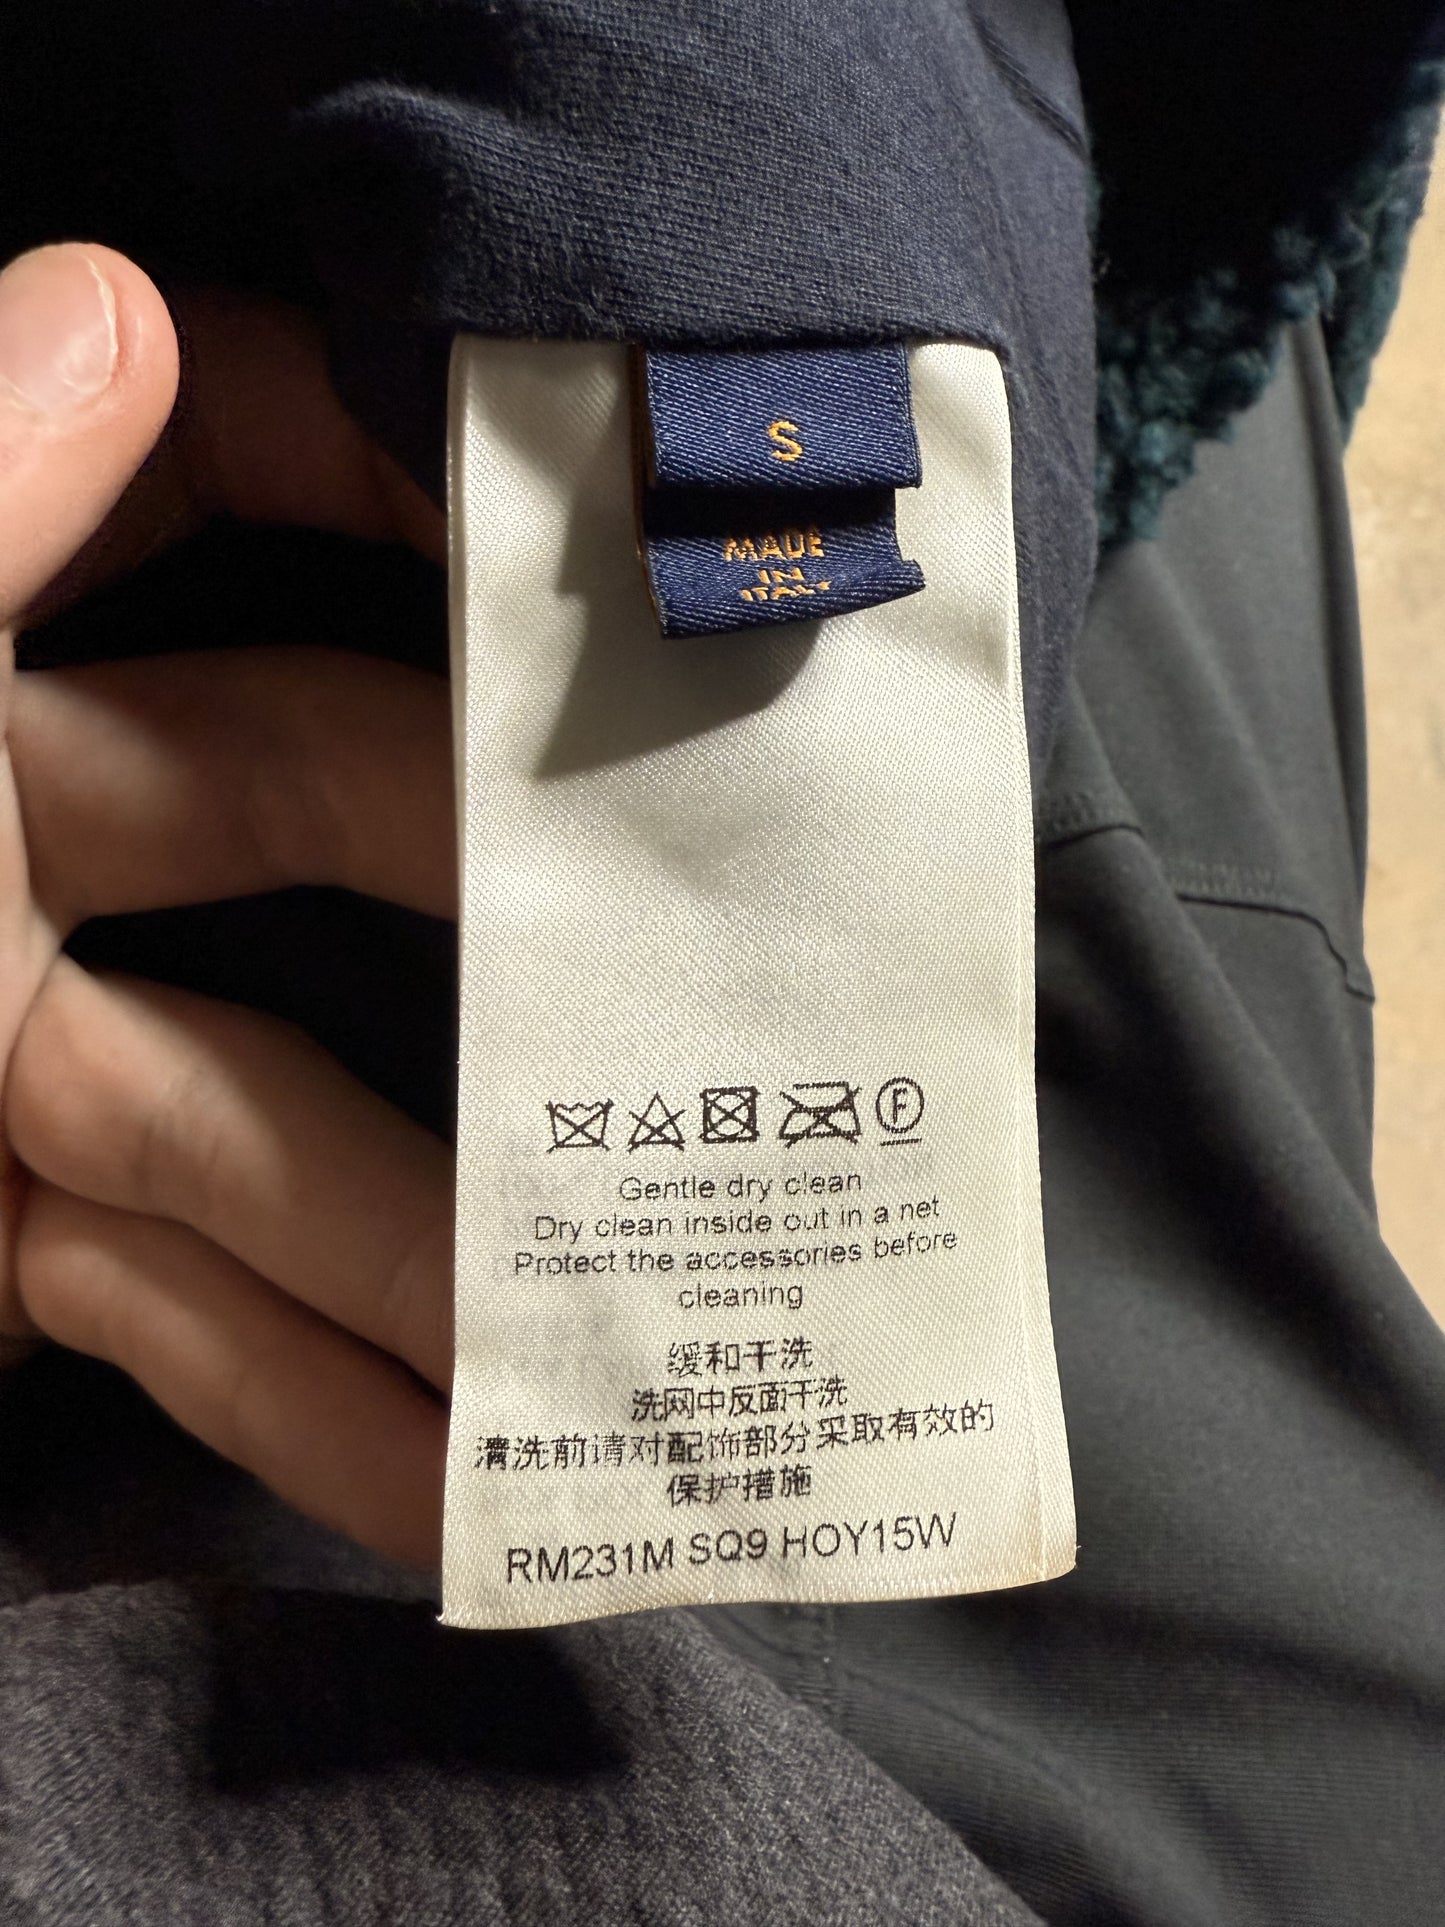 S
MADE
IN
ITALY
F
Gentle dry clean
Dry clean inside out in a net
Protect the accessories before
cleaning
缓和干洗
洗网中反面干洗
清洗前请对配饰部分采取有效的
保护措施
RM231M SQ9 HOY15W